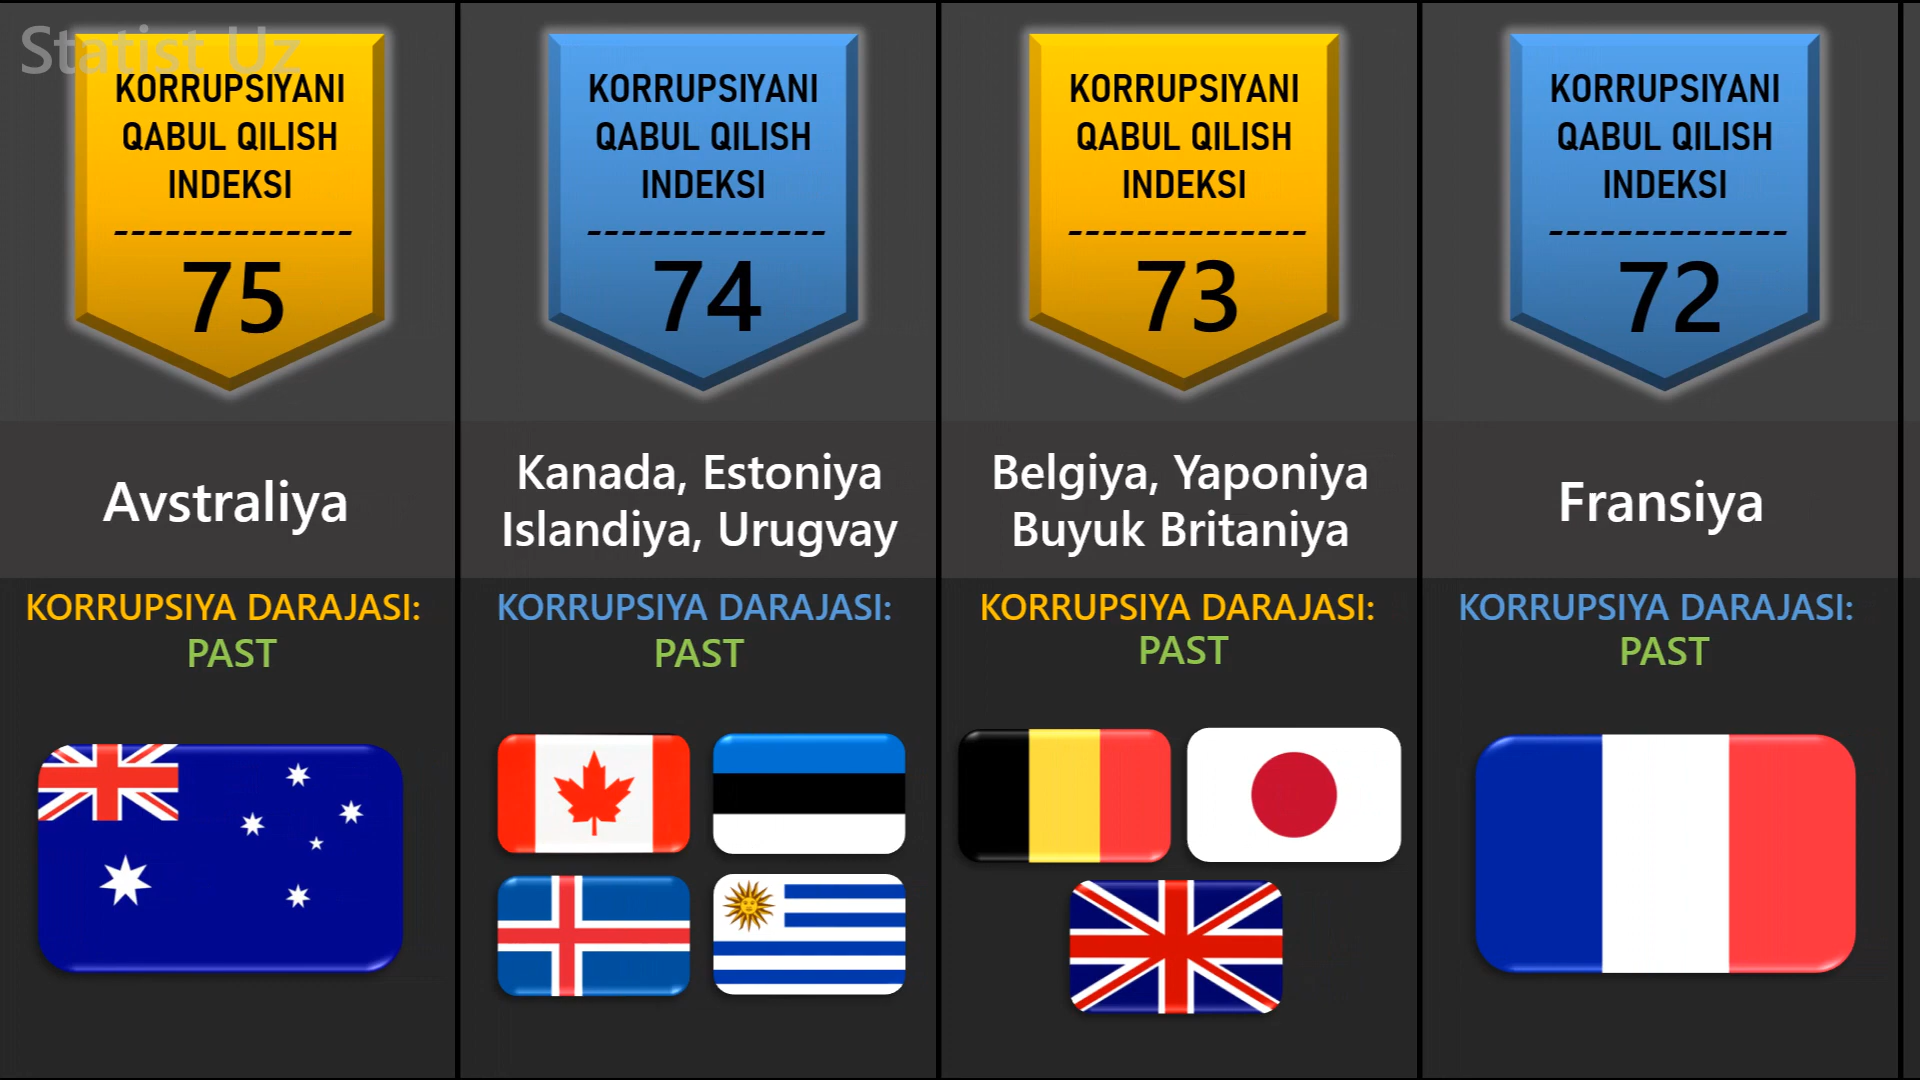 Statist Uz
KORRUPSIYANI
QABUL QILISH
INDEKSI
--------------
75
Avstraliya
KORRUPSIYA DARAJASI:
PAST
KORRUPSIYANI
QABUL QILISH
INDEKSI
--------------
74
Kanada, Estoniya
Islandiya, Urugvay
KORRUPSIYA DARAJASI:
PAST
KORRUPSIYANI
QABUL QILISH
INDEKSI
--------------
73
Belgiya, Yaponiya
Buyuk Britaniya
KORRUPSIYA DARAJASI:
PAST
KORRUPSIYANI
QABUL QILISH
INDEKSI
--------------
72
Fransiya
KORRUPSIYA DARAJASI:
PAST